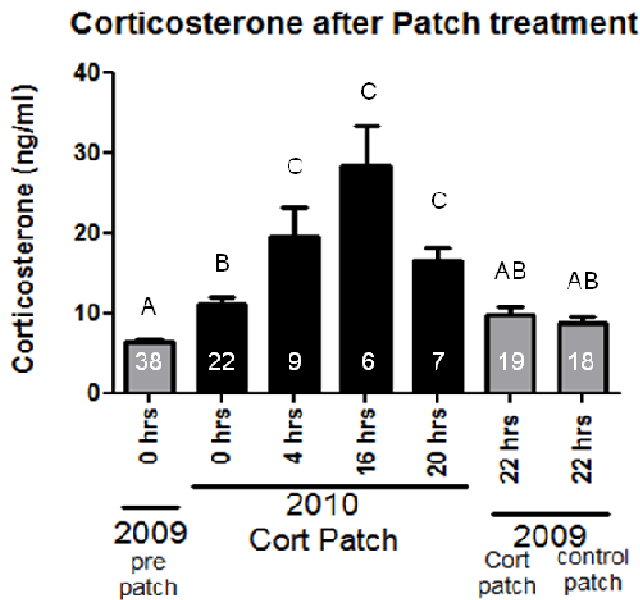 Corticosterone after Patch treatment
Corticosterone (ng/ml)
40
30
20
10
0
A
B
C
C
C
AB
AB
38
22
9
6
7
19
18
0 hrs
0 hrs
4 hrs
16 hrs
20 hrs
22 hrs
22 hrs
2009
pre
patch
2010
Cort Patch
2009
Cort
patch
control
patch